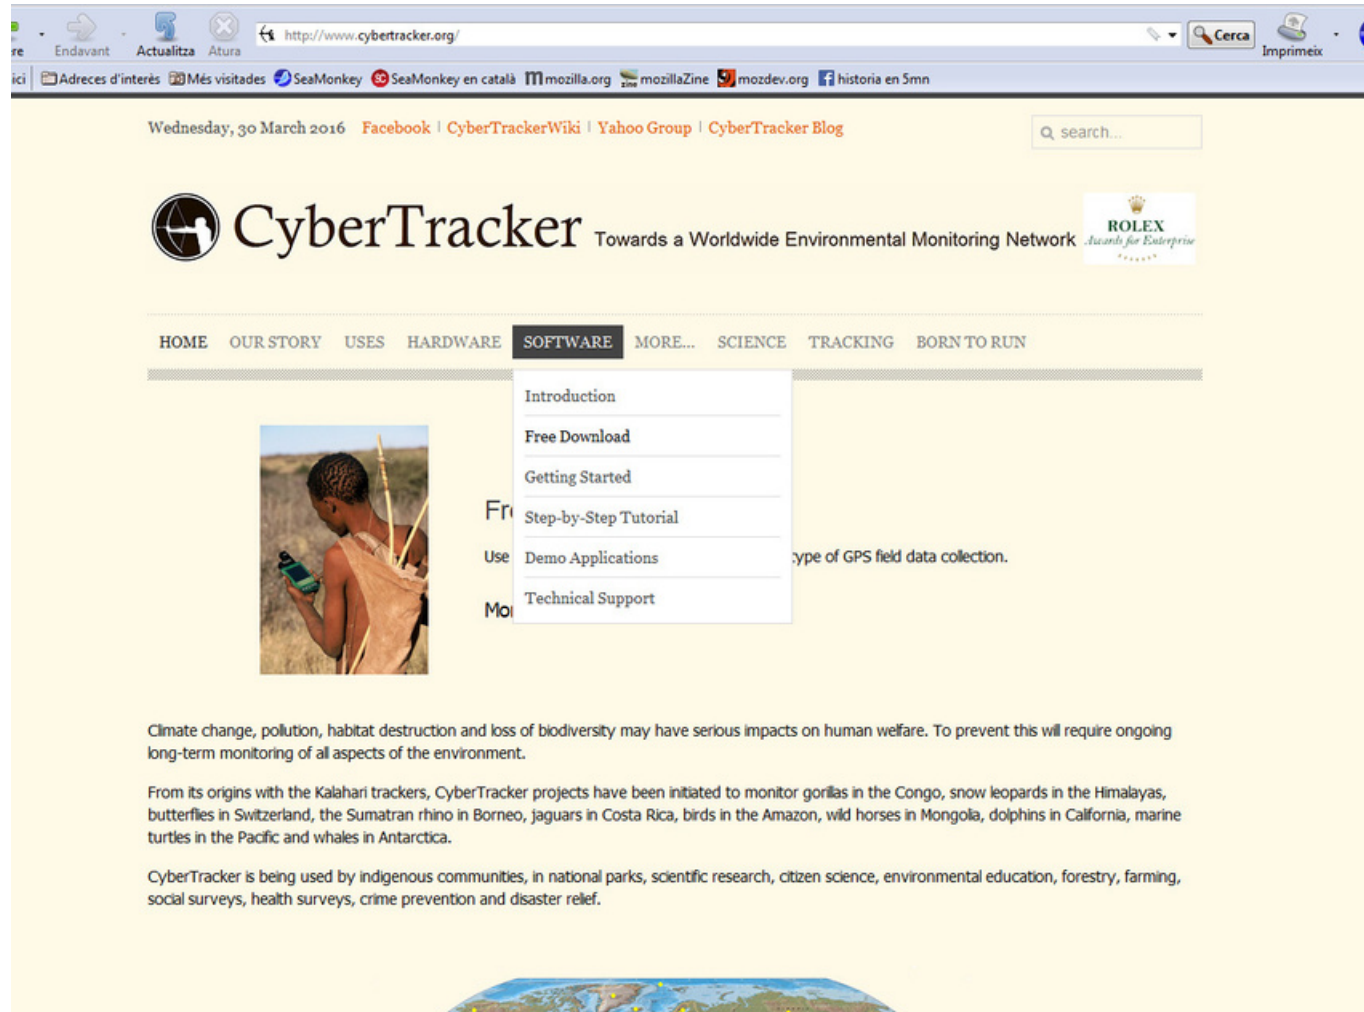 Endavant Actualitza Atura http://www.cybertracker.org/ Cerca Imprimeix
Adreces d'interès Més visitades SeaMonkey SeaMonkey en català mozilla.org mozillaZine mozdev.org historia en 5mn
Wednesday, 30 March 2016 Facebook | CyberTrackerWiki | Yahoo Group | CyberTracker Blog search...
CyberTracker Towards a Worldwide Environmental Monitoring Network ROLEX
Awards for Enterprise
HOME OUR STORY USES HARDWARE SOFTWARE MORE... SCIENCE TRACKING BORN TO RUN
Introduction
Free Download
Getting Started
Step-by-Step Tutorial
Use Demo Applications type of GPS field data collection.
Technical Support
Climate change, pollution, habitat destruction and loss of biodiversity may have serious impacts on human welfare. To prevent this will require ongoing
long-term monitoring of all aspects of the environment.
From its origins with the Kalahari trackers, CyberTracker projects have been initiated to monitor gorillas in the Congo, snow leopards in the Himalayas,
butterflies in Switzerland, the Sumatran rhino in Borneo, jaguars in Costa Rica, birds in the Amazon, wild horses in Mongolia, dolphins in California, marine
turtles in the Pacific and whales in Antarctica.
CyberTracker is being used by indigenous communities, in national parks, scientific research, citizen science, environmental education, forestry, farming,
social surveys, health surveys, crime prevention and disaster relief.